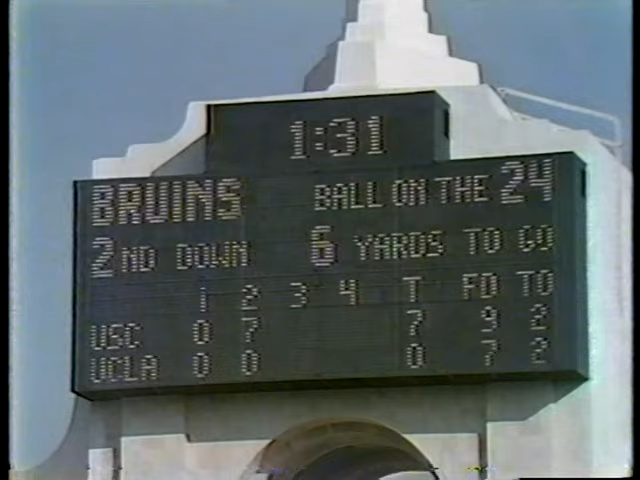 1:31
BRUINS BALL ON THE 24
2ND DOWN 6 YARDS TO GO
1 2 3 4 T FD TO
USC 0 7 7 9 2
UCLA 0 0 0 7 2